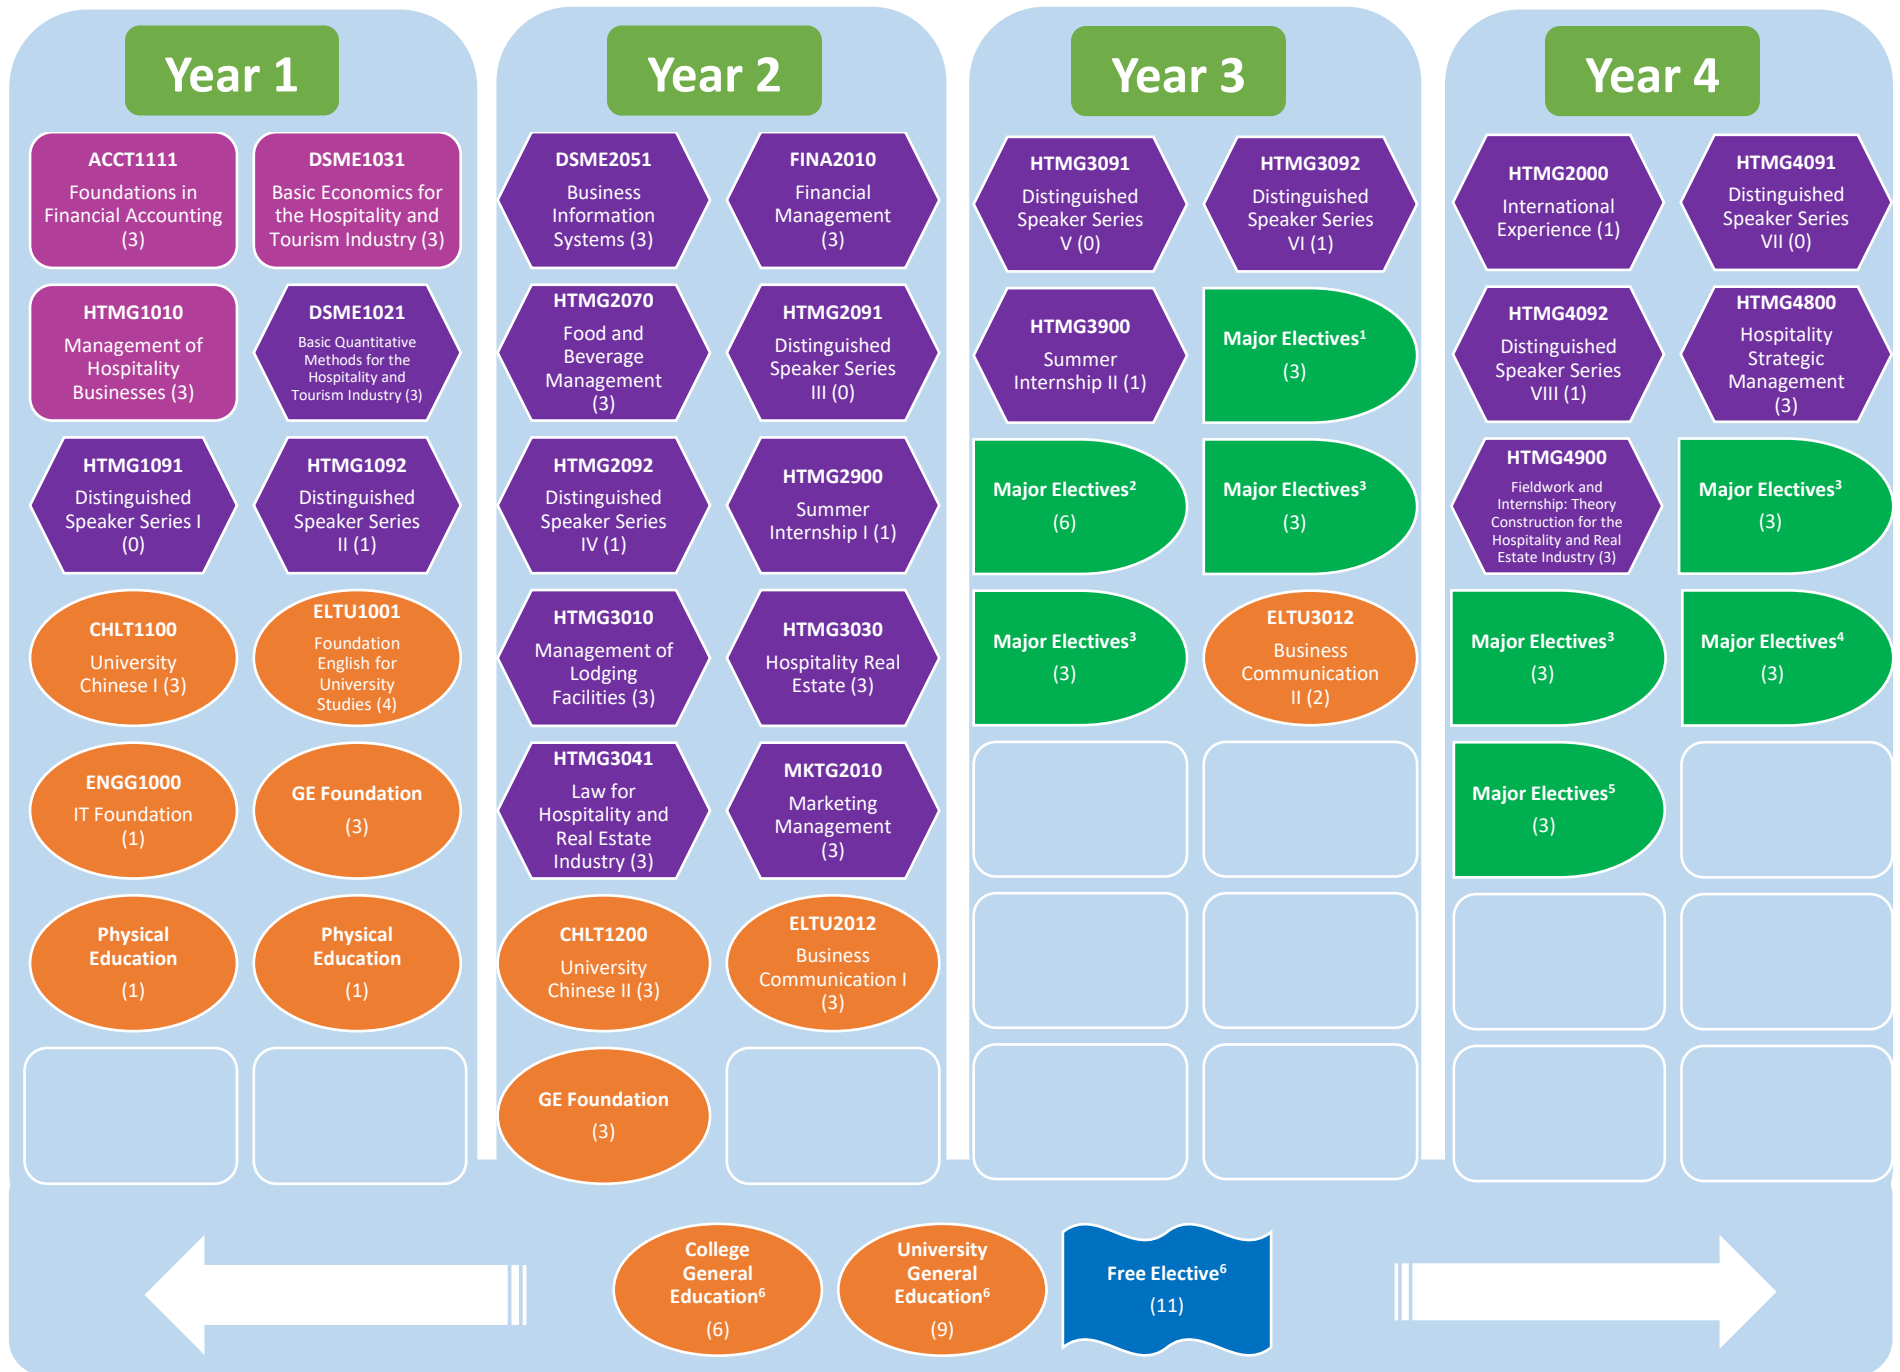 Year 1
ACCT1111
Foundations in
Financial Accounting
(3)
DSME1031
Basic Economics for
the Hospitality and
Tourism Industry (3)
HTMG1010
Management of
Hospitality
Businesses (3)
DSME1021
Basic Quantitative
Methods for the
Hospitality and
Tourism Industry (3)
HTMG1091
Distinguished
Speaker Series I
(0)
HTMG1092
Distinguished
Speaker Series
II (1)
CHLT1100
University
Chinese I (3)
ELTU1001
Foundation
English for
University
Studies (4)
ENGG1000
IT Foundation
(1)
GE Foundation
(3)
Physical
Education
(1)
Physical
Education
(1)
Year 2
DSME2051
Business
Information
Systems (3)
FINA2010
Financial
Management
(3)
HTMG2070
Food and
Beverage
Management
(3)
HTMG2091
Distinguished
Speaker Series
III (0)
HTMG2092
Distinguished
Speaker Series
IV (1)
HTMG2900
Summer
Internship I (1)
HTMG3010
Management of
Lodging
Facilities (3)
HTMG3030
Hospitality Real
Estate (3)
HTMG3041
Law for
Hospitality and
Real Estate
Industry (3)
MKTG2010
Marketing
Management
(3)
CHLT1200
University
Chinese II (3)
ELTU2012
Business
Communication I
(3)
GE Foundation
(3)
Year 3
HTMG3091
Distinguished
Speaker Series
V (0)
HTMG3092
Distinguished
Speaker Series
VI (1)
HTMG3900
Summer
Internship II (1)
Major Electives¹
(3)
Major Electives²
(6)
Major Electives³
(3)
Major Electives³
(3)
ELTU3012
Business
Communication
II (2)
Year 4
HTMG2000
International
Experience (1)
HTMG4091
Distinguished
Speaker Series
VII (0)
HTMG4092
Distinguished
Speaker Series
VIII (1)
HTMG4800
Hospitality
Strategic
Management
(3)
HTMG4900
Fieldwork and
Internship: Theory
Construction for the
Hospitality and Real
Estate Industry (3)
Major Electives³
(3)
Major Electives³
(3)
Major Electives⁴
(3)
Major Electives⁵
(3)
College
General
Education⁶
(6)
University
General
Education⁶
(9)
Free Elective⁶
(11)